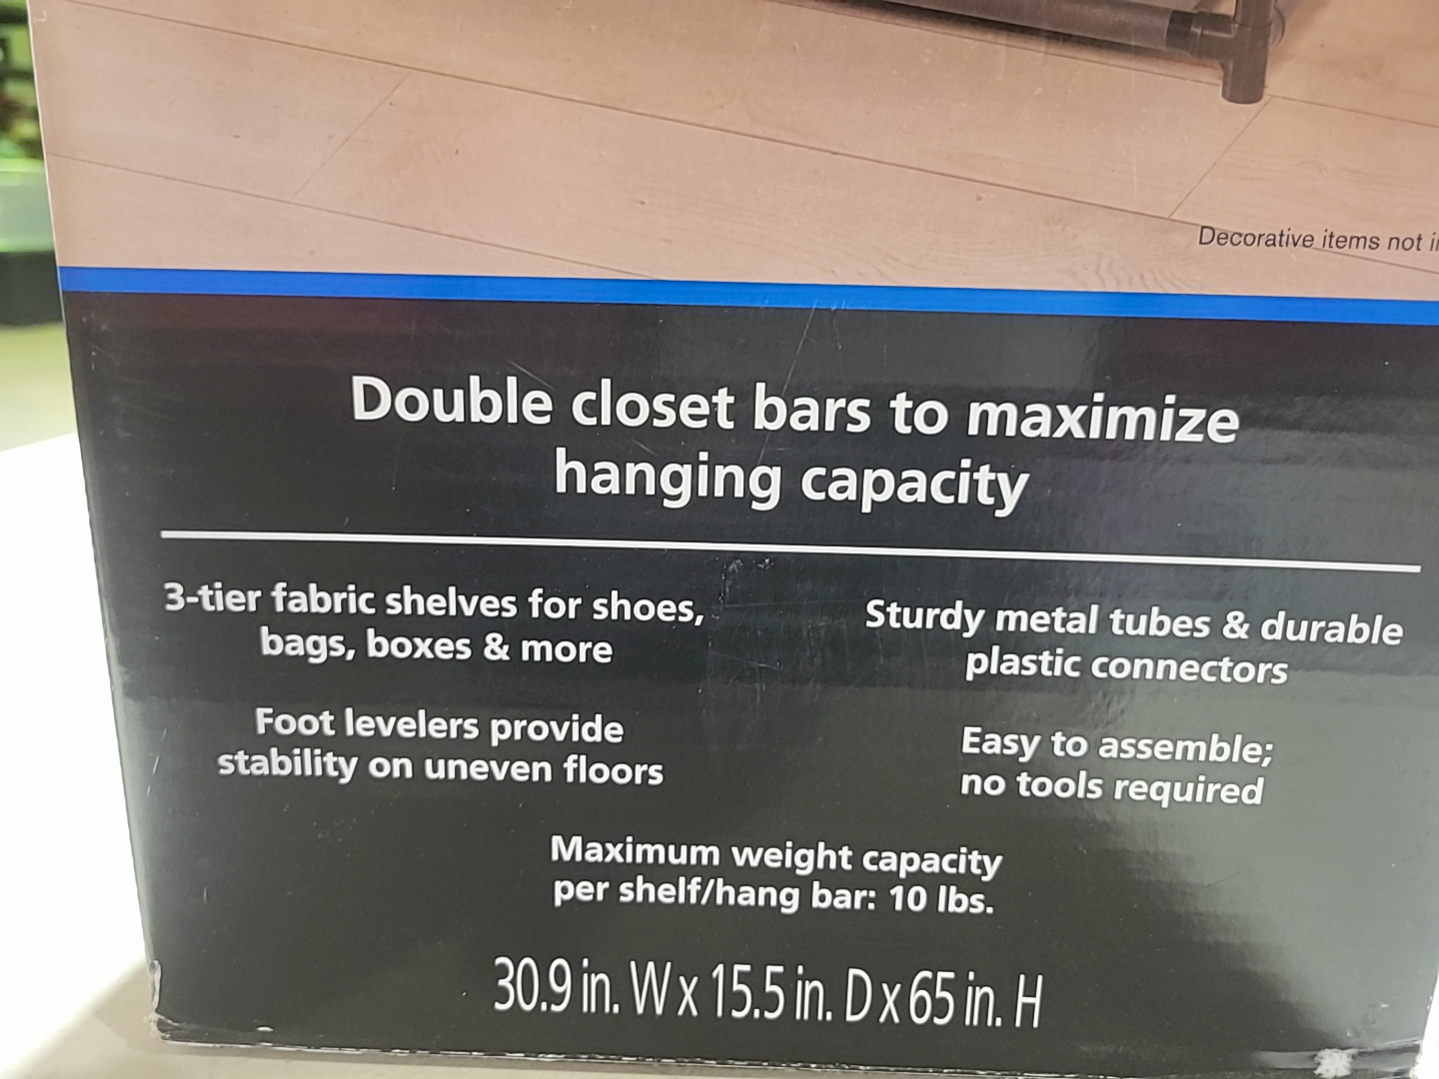 Decorative items not
Double closet bars to maximize
hanging capacity
3-tier fabric shelves for shoes,
bags, boxes & more
Sturdy metal tubes & durable
plastic connectors
Foot levelers provide
stability on uneven floors
Easy to assemble;
no tools required
Maximum weight capacity
per shelf/hang bar: 10 lbs.
30.9 in. W x 15.5 in. D x 65 in. H